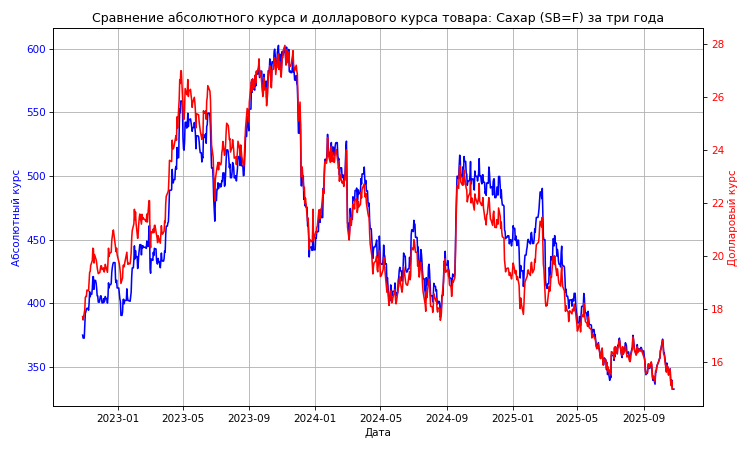 Сравнение абсолютного курса и долларового курса товара: Сахар (SB=F) за три года
600
550
500
450
400
350
Абсолютный курс
28
26
24
22
20
18
16
Долларовый курс
2023-01 2023-05 2023-09 2024-01 2024-05 2024-09 2025-01 2025-05 2025-09
Дата